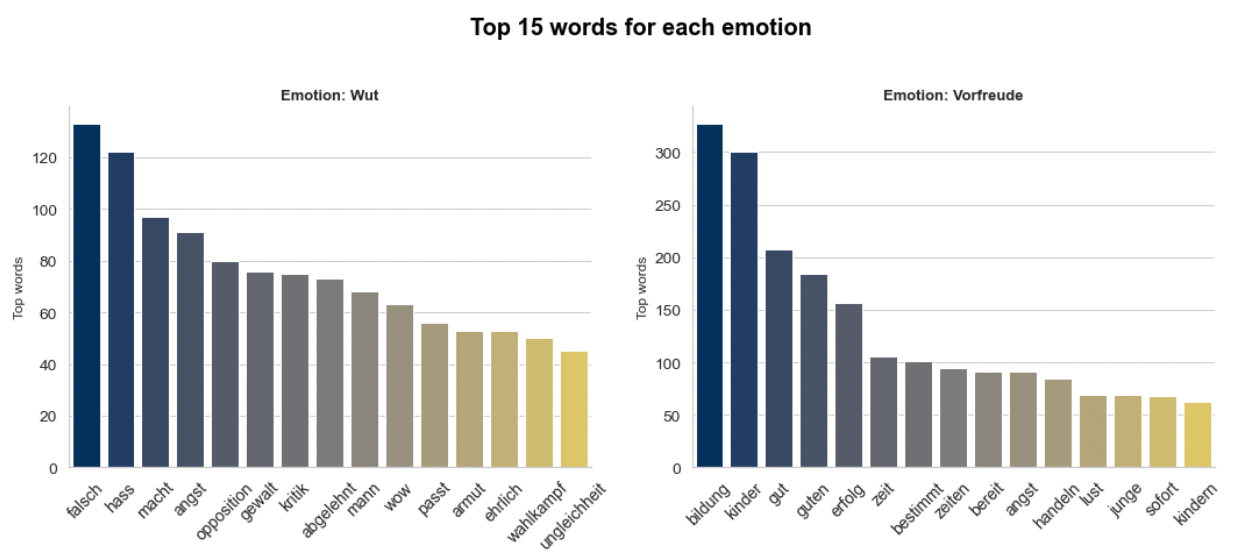 Top 15 words for each emotion
Emotion: Wut
Top words
120
100
80
60
40
20
0
falsch
hass
macht
angst
opposition
gewalt
kritik
abgelehnt
mann
wow
passt
armut
ehrlich
wahlkampf
ungleichheit
Emotion: Vorfreude
Top words
300
250
200
150
100
50
0
bildung
kinder
gut
guten
erfolg
zeit
bestimmt
zeiten
bereit
angst
handeln
lust
junge
sofort
kindern